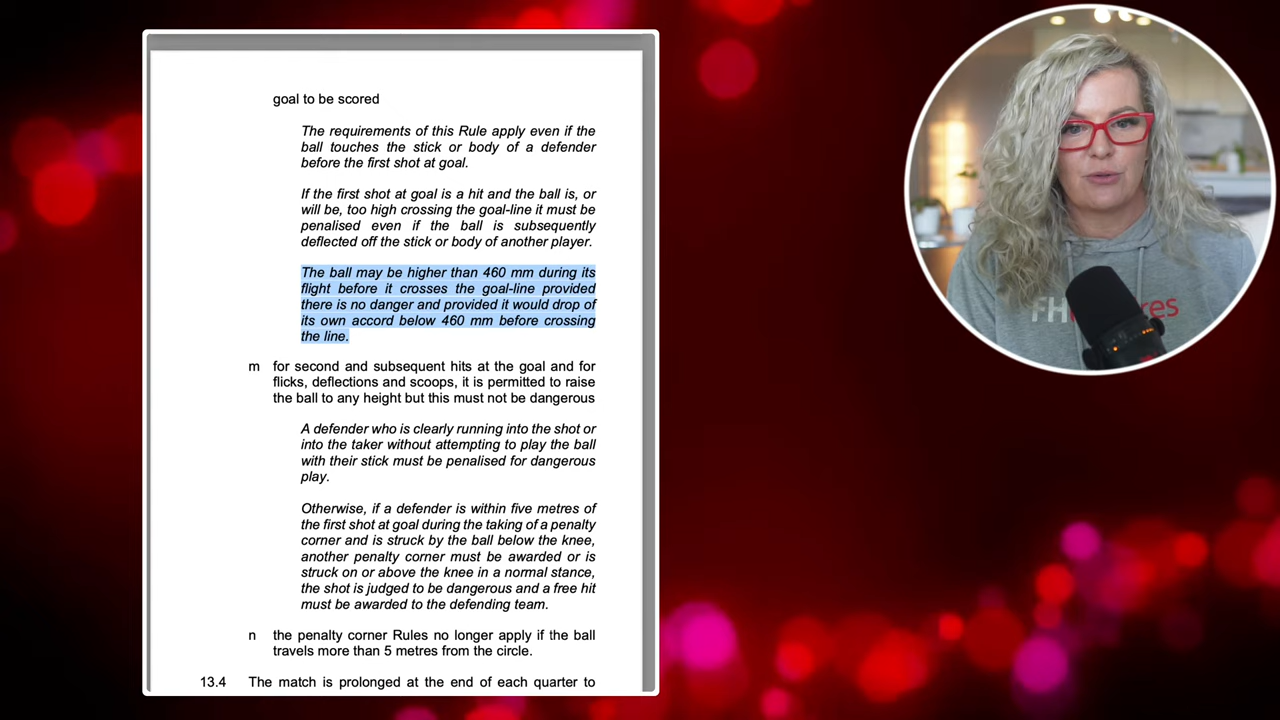 goal to be scored
The requirements of this Rule apply even if the
ball touches the stick or body of a defender
before the first shot at goal.
If the first shot at goal is a hit and the ball is, or
will be, too high crossing the goal-line it must be
penalised even if the ball is subsequently
deflected off the stick or body of another player.
The ball may be higher than 460 mm during its
flight before it crosses the goal-line provided
there is no danger and provided it would drop of
its own accord below 460 mm before crossing
the line.
m for second and subsequent hits at the goal and for
flicks, deflections and scoops, it is permitted to raise
the ball to any height but this must not be dangerous
A defender who is clearly running into the shot or
into the taker without attempting to play the ball
with their stick must be penalised for dangerous
play.
Otherwise, if a defender is within five metres of
the first shot at goal during the taking of a penalty
corner and is struck by the ball below the knee,
another penalty corner must be awarded or is
struck on or above the knee in a normal stance,
the shot is judged to be dangerous and a free hit
must be awarded to the defending team.
n the penalty corner Rules no longer apply if the ball
travels more than 5 metres from the circle.
13.4 The match is prolonged at the end of each quarter to